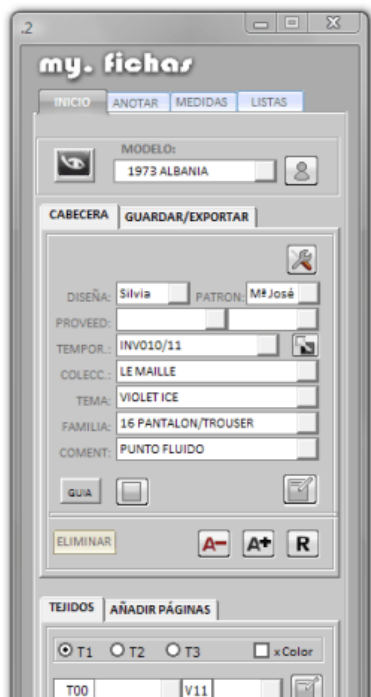 .2
my. fichas
INICIO ANOTAR MEDIDAS LISTAS
MODELO:
1973 ALBANIA
CABECERA GUARDAR/EXPORTAR
DISEÑA: Silvia PATRON: MªJosé
PROVEED:
TEMPOR.: INV010/11
COLECC.: LE MAILLE
TEMA: VIOLET ICE
FAMILIA: 16 PANTALON/TROUSER
COMENT: PUNTO FLUIDO
GUIA
ELIMINAR A- A+ R
TEJIDOS AÑADIR PÁGINAS
T1 T2 T3 x Color
T00 V11